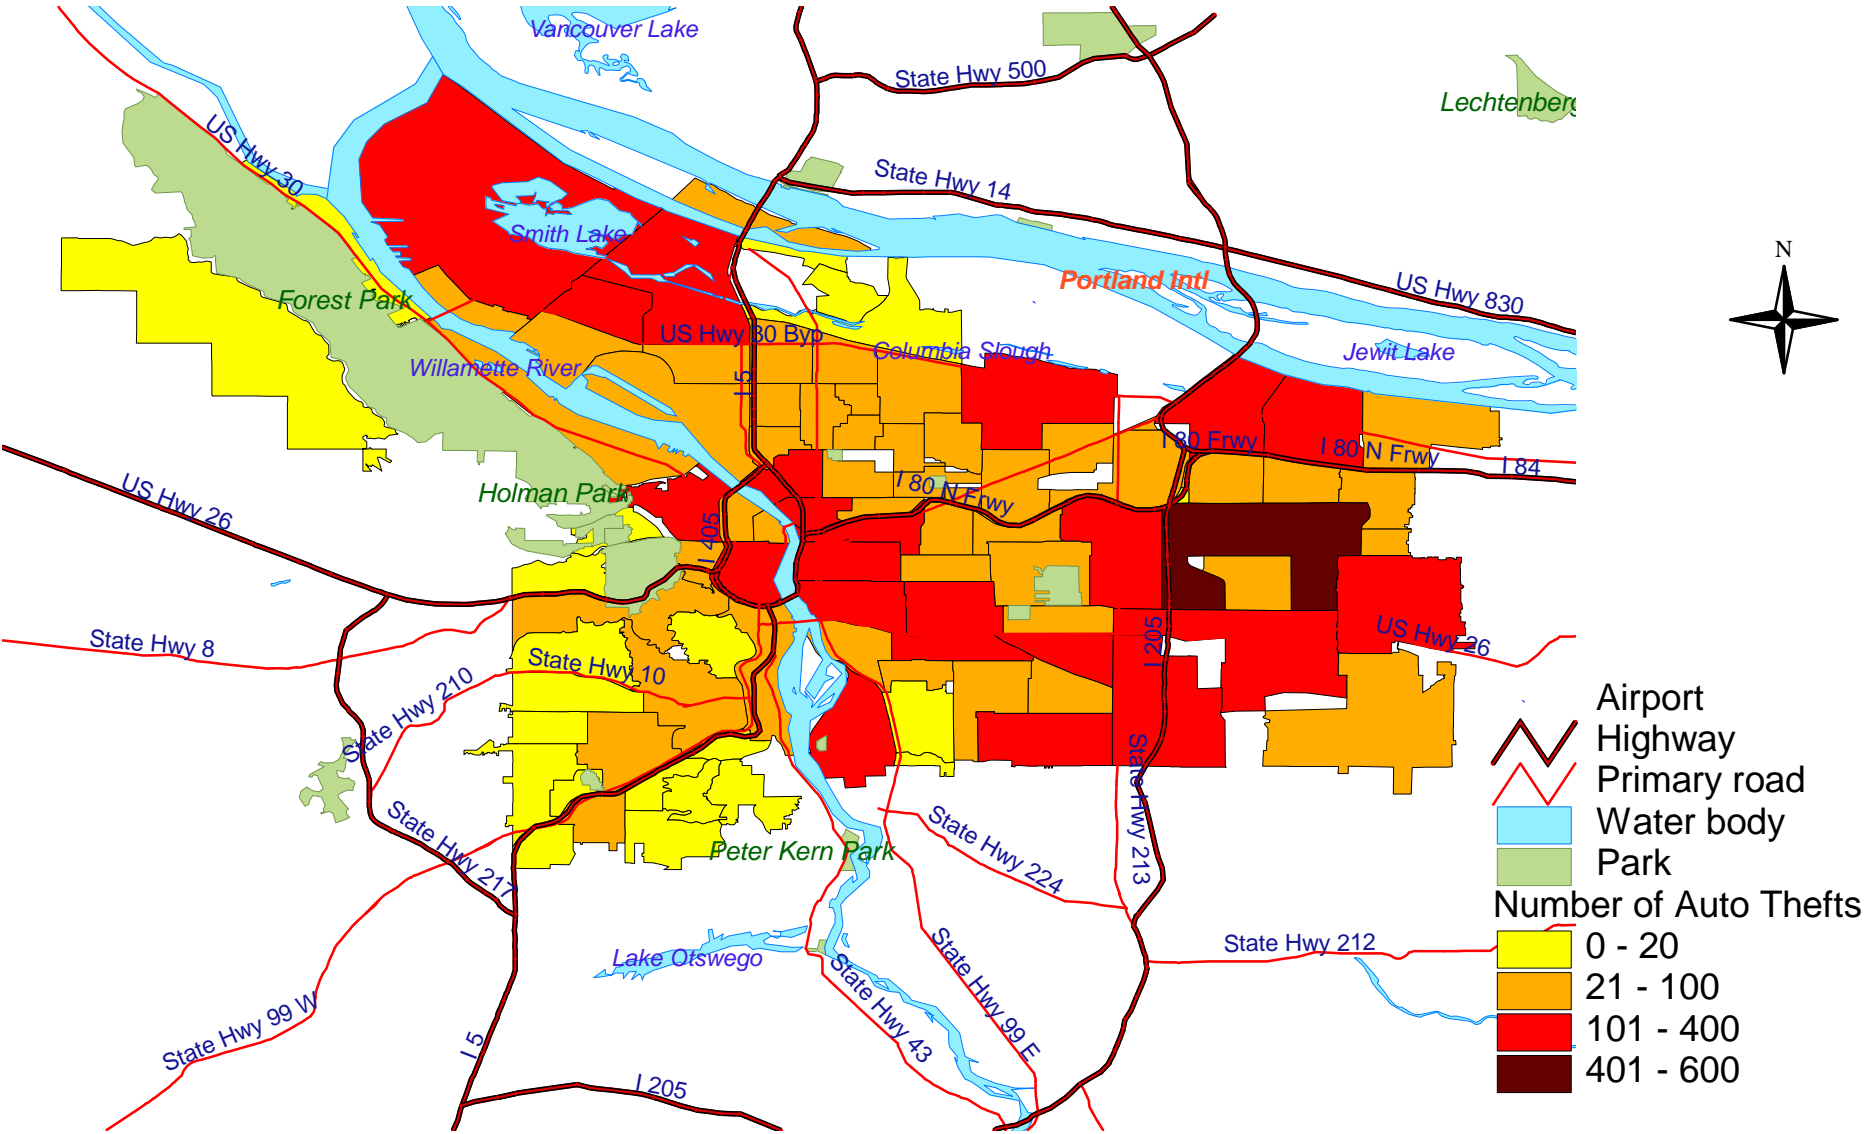 Vancouver Lake
State Hwy 500
Lechtenberg
US Hwy 30
State Hwy 14
Smith Lake
N
Portland Intl
US Hwy 830
Forest Park
US Hwy 30 Byp
Columbia Slough
Jewit Lake
Willamette River
I 5
I 80 Frwy
I 80 N Frwy
I 84
US Hwy 26
Holman Park
I 80 N Frwy
I 405
State Hwy 8
State Hwy 10
I 205
US Hwy 26
State Hwy 210
State Hwy 213
State Hwy 217
Peter Kern Park
State Hwy 224
Lake Otswego
State Hwy 212
State Hwy 43
State Hwy 99 E
State Hwy 99 W
I 5
I 205
Airport
Highway
Primary road
Water body
Park
Number of Auto Thefts
0 - 20
21 - 100
101 - 400
401 - 600